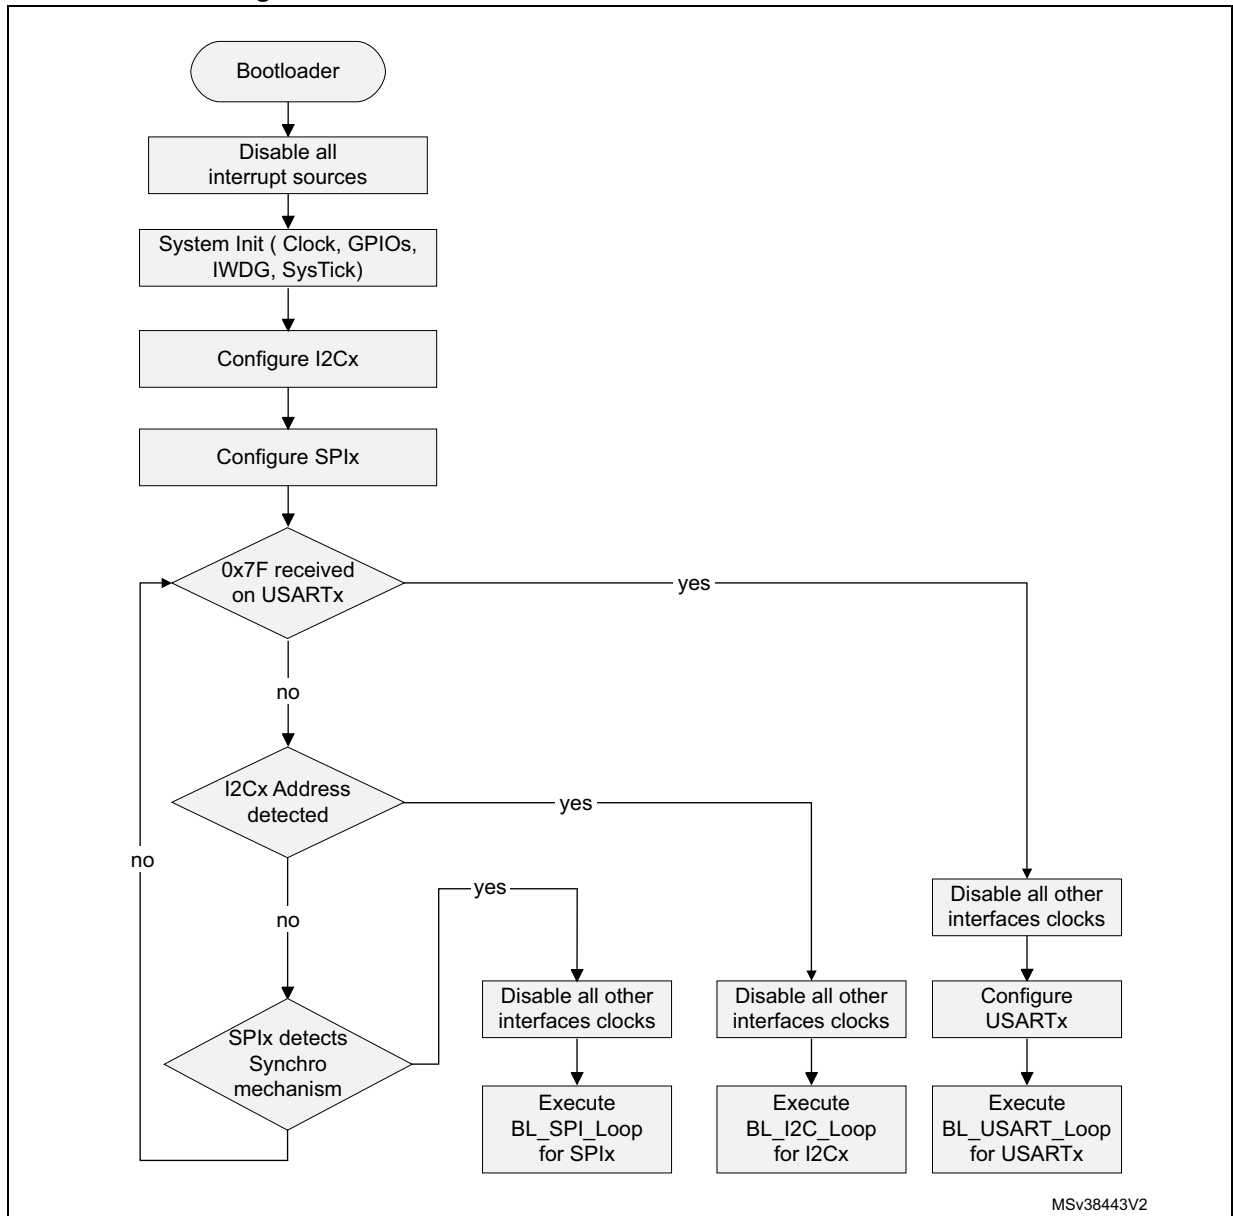 Bootloader
Disable all
interrupt sources
System Init ( Clock, GPIOs,
IWDG, SysTick)
Configure I2Cx
Configure SPIx
0x7F received
on USARTx
yes
no
I2Cx Address
detected
yes
no
no
yes
SPIx detects
Synchro
mechanism
Disable all other
interfaces clocks
Execute
BL_SPI_Loop
for SPIx
Disable all other
interfaces clocks
Execute
BL_I2C_Loop
for I2Cx
Disable all other
interfaces clocks
Configure
USARTx
Execute
BL_USART_Loop
for USARTx
MSv38443V2